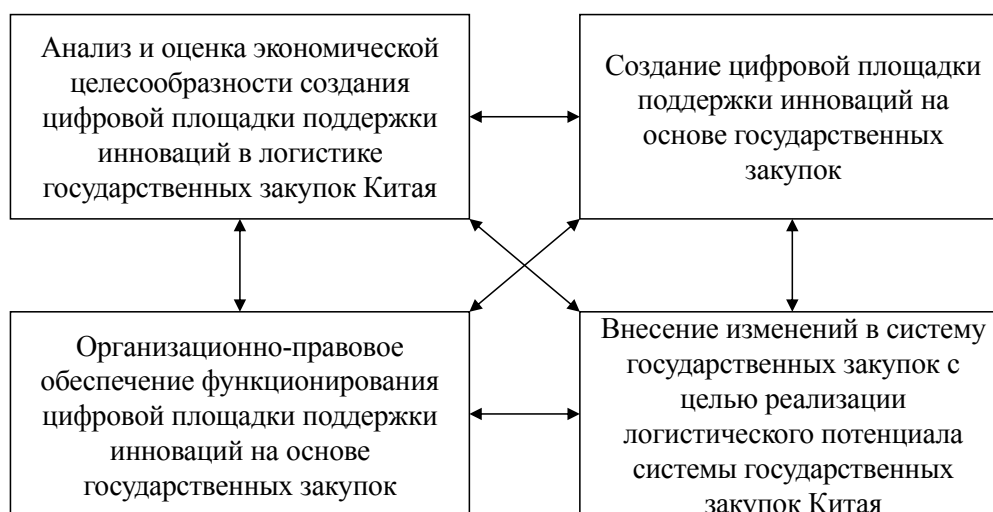 Анализ и оценка экономической
целесообразности создания
цифровой площадки поддержки
инноваций в логистике
государственных закупок Китая
Создание цифровой площадки
поддержки инноваций на
основе государственных
закупок
Организационно-правовое
обеспечение функционирования
цифровой площадки поддержки
инноваций на основе
государственных закупок
Внесение изменений в систему
государственных закупок с
целью реализации
логистического потенциала
системы государственных
закупок Китая